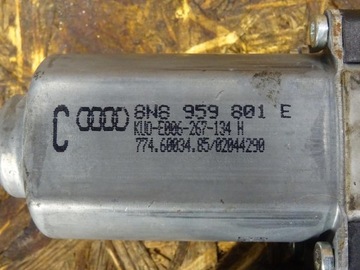 C 8N8 959 801 E
KUO-E006-267-134 H
774.60034.85/02044290